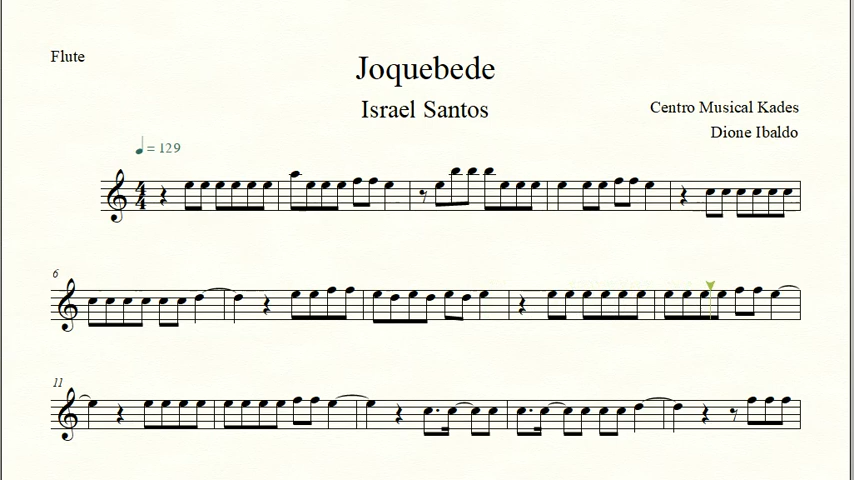 Flute
Joquebede
Israel Santos
Centro Musical Kades
Dione Ibaldo
= 129
4
4
6
11